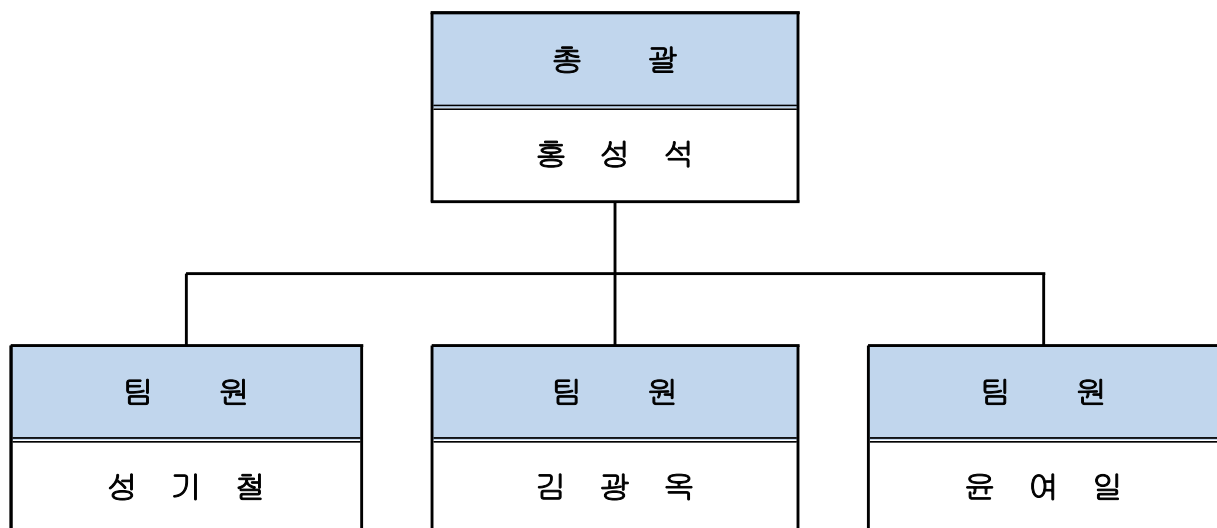 총 괄
홍 성 석
팀 원
성 기 철
팀 원
김 광 옥
팀 원
윤 여 일